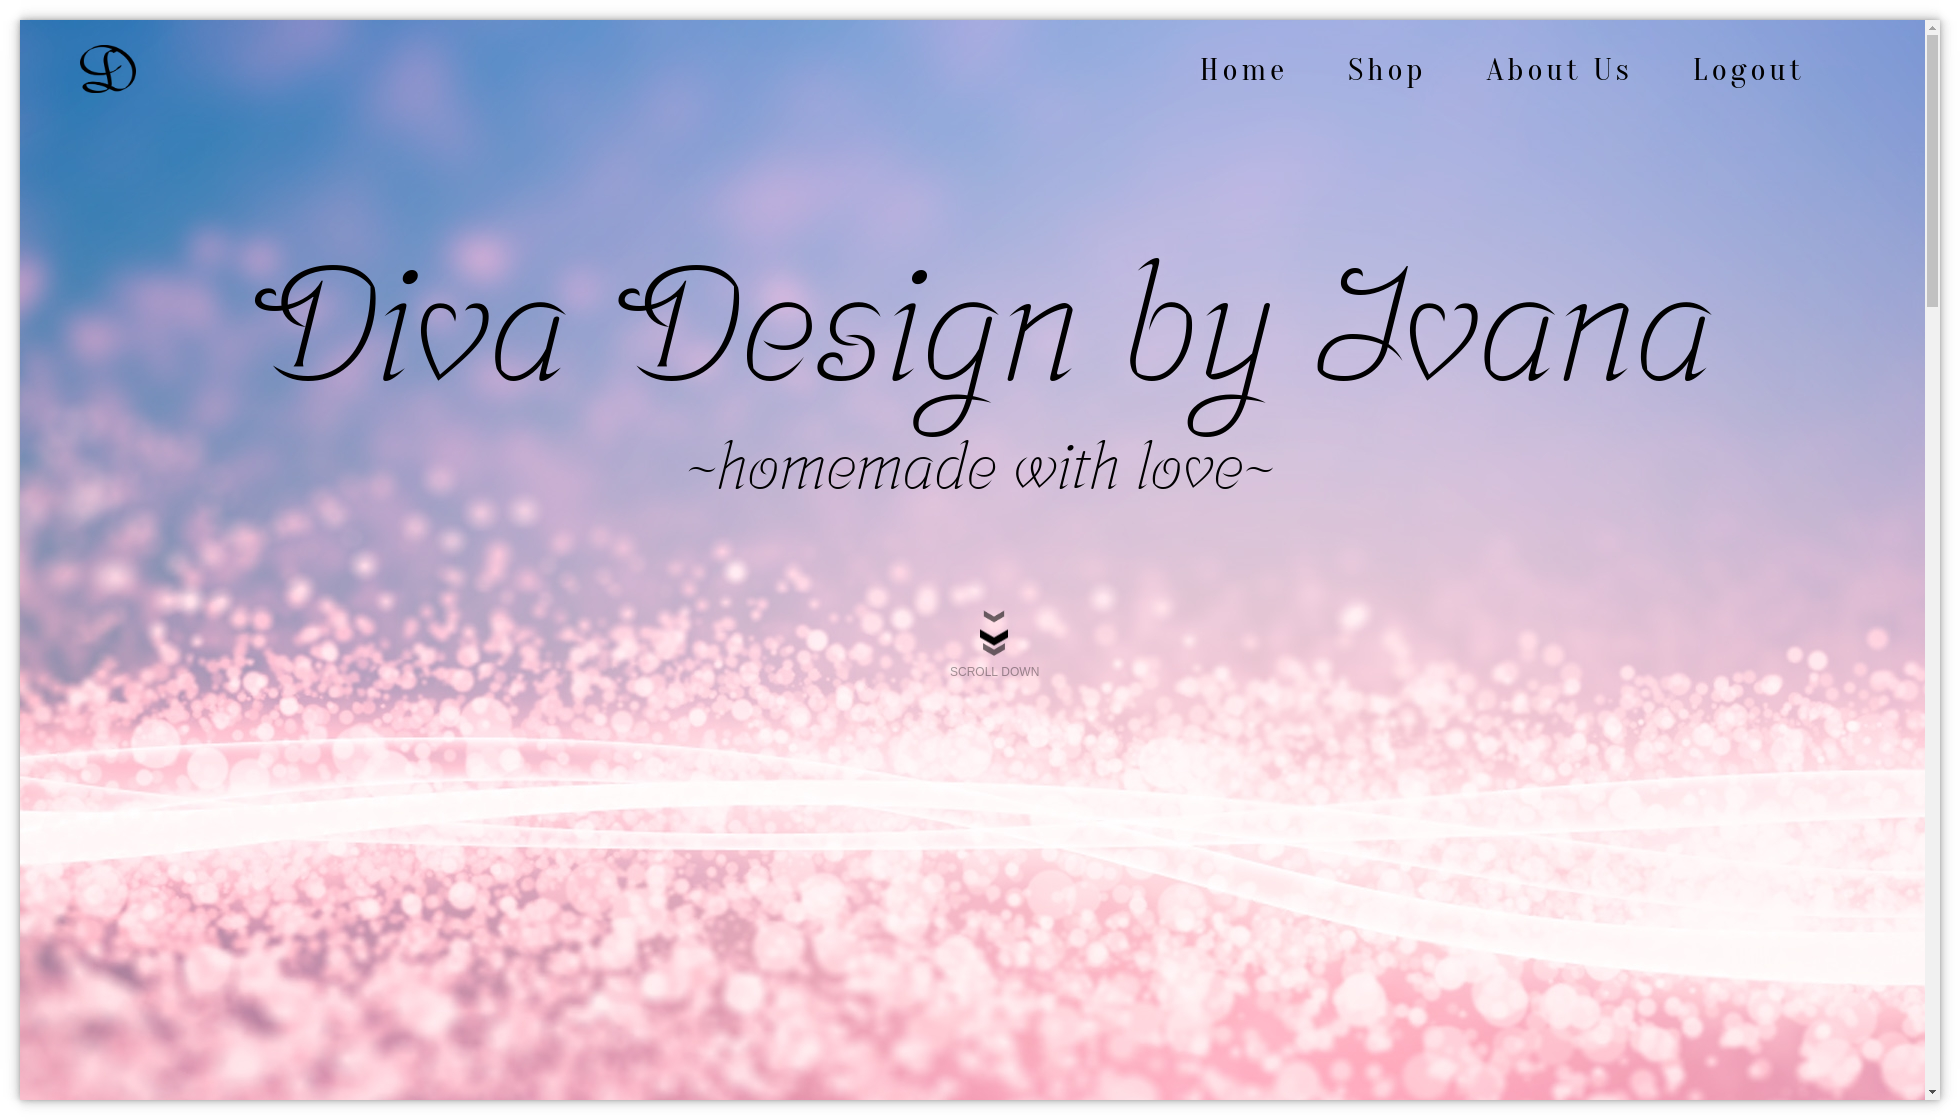 D
Home Shop About Us Logout
Diva Design by Ivana
~homemade with love~
SCROLL DOWN